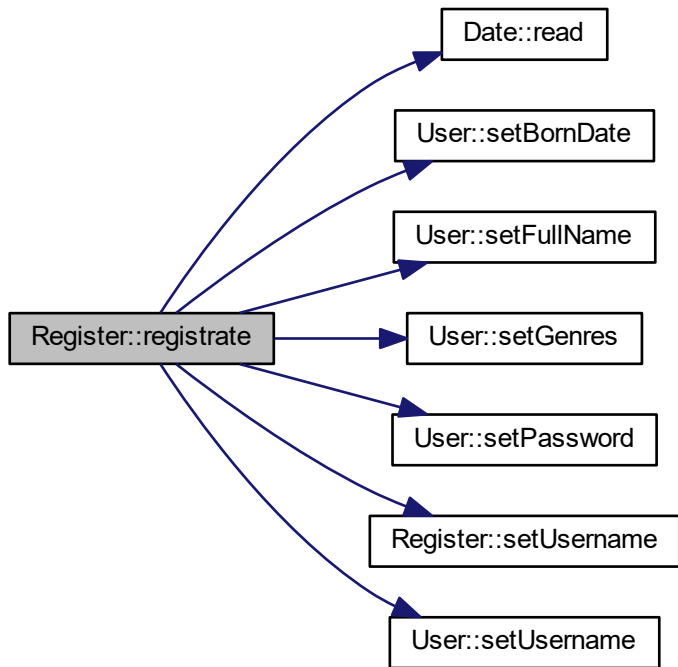 Date::read
User::setBornDate
User::setFullName
Register::registrate
User::setGenres
User::setPassword
Register::setUsername
User::setUsername